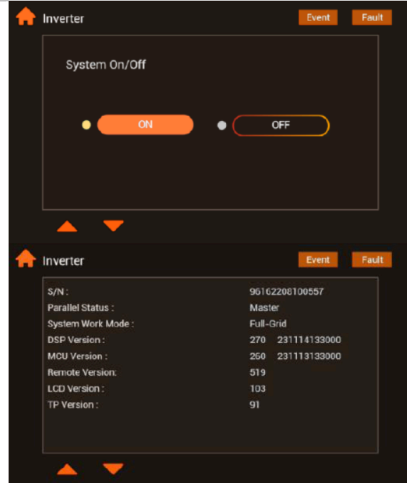 Inverter
Event
Fault
System On/Off
ON
OFF
Inverter
Event
Fault
S/N : 96162208100557
Parallel Status : Master
System Work Mode : Full-Grid
DSP Version : 270 231114133000
MCU Version : 260 231113133000
Remote Version: 519
LCD Version : 103
TP Version : 91